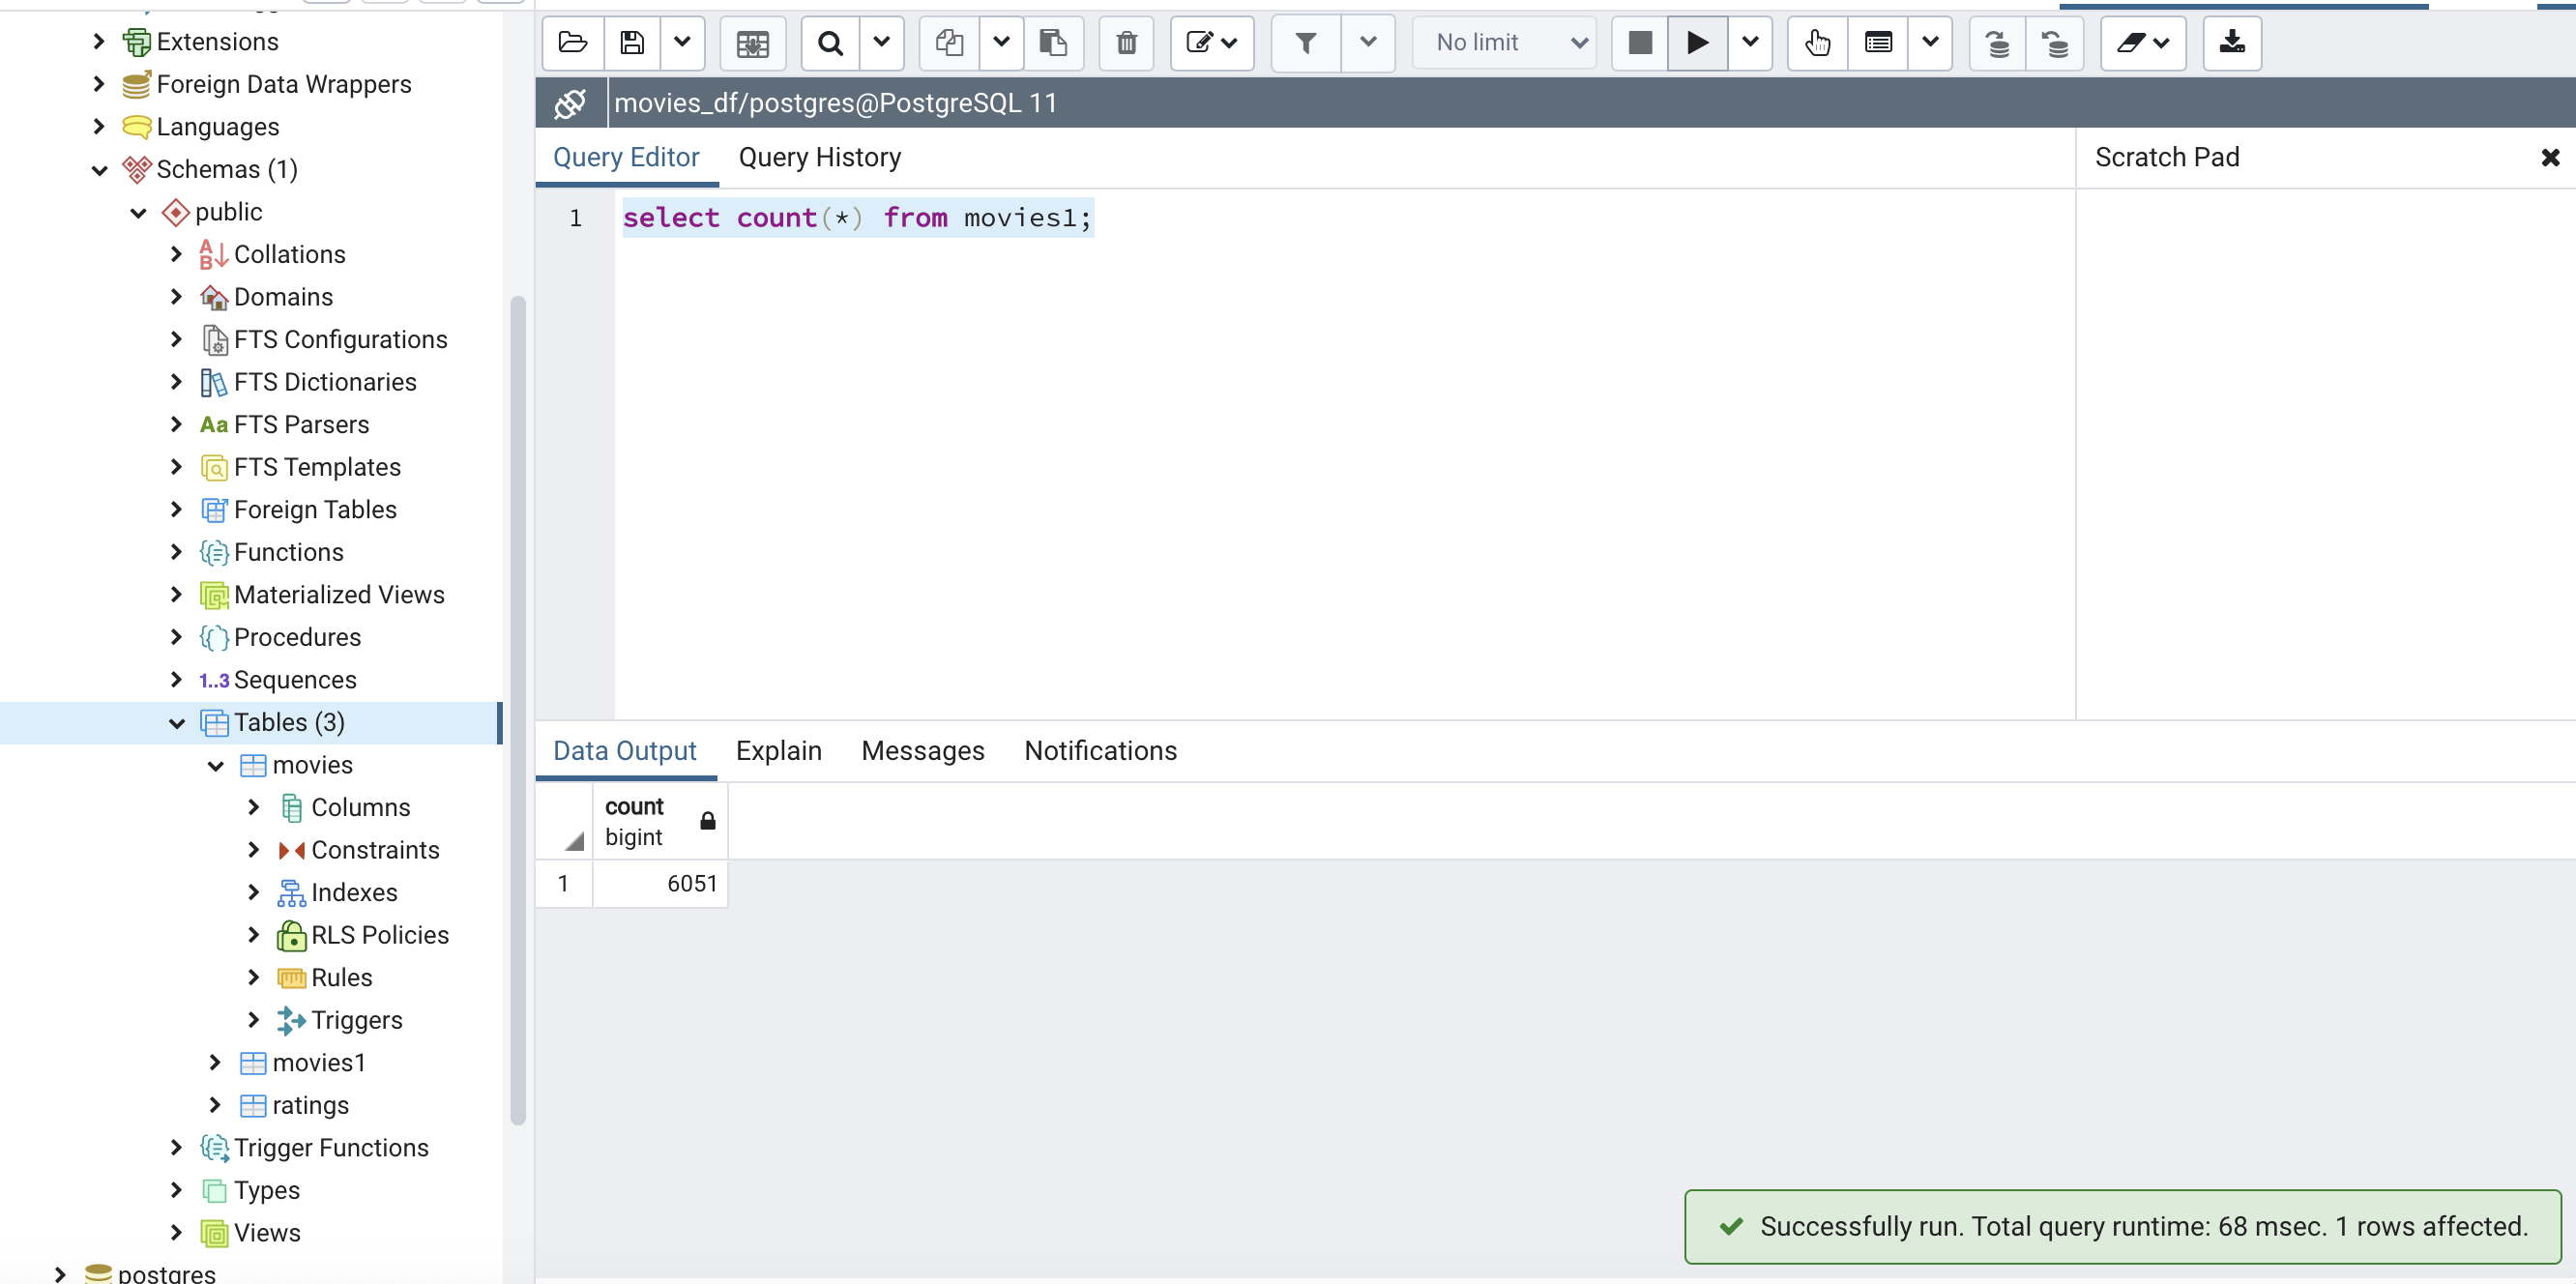 Extensions
Foreign Data Wrappers
Languages
Schemas (1)
public
Collations
Domains
FTS Configurations
FTS Dictionaries
Aa FTS Parsers
FTS Templates
Foreign Tables
Functions
Materialized Views
Procedures
1..3 Sequences
Tables (3)
movies
Columns
Constraints
Indexes
RLS Policies
Rules
Triggers
movies1
ratings
Trigger Functions
Types
Views
postgres
No limit
movies_df/postgres@PostgreSQL 11
Query Editor Query History
Scratch Pad
1 select count(*) from movies1;
Data Output Explain Messages Notifications
count
bigint
1 6051
Successfully run. Total query runtime: 68 msec. 1 rows affected.